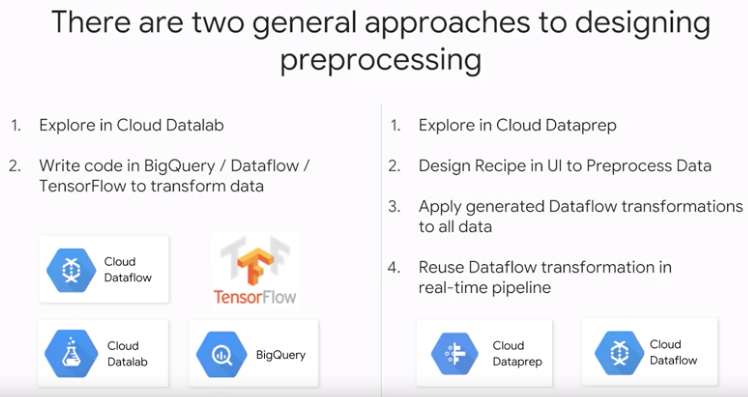 There are two general approaches to designing
preprocessing
1. Explore in Cloud Datalab
2. Write code in BigQuery / Dataflow /
TensorFlow to transform data
Cloud
Dataflow
TensorFlow
Cloud
Datalab
BigQuery
1. Explore in Cloud Dataprep
2. Design Recipe in UI to Preprocess Data
3. Apply generated Dataflow transformations
to all data
4. Reuse Dataflow transformation in
real-time pipeline
Cloud
Dataprep
Cloud
Dataflow